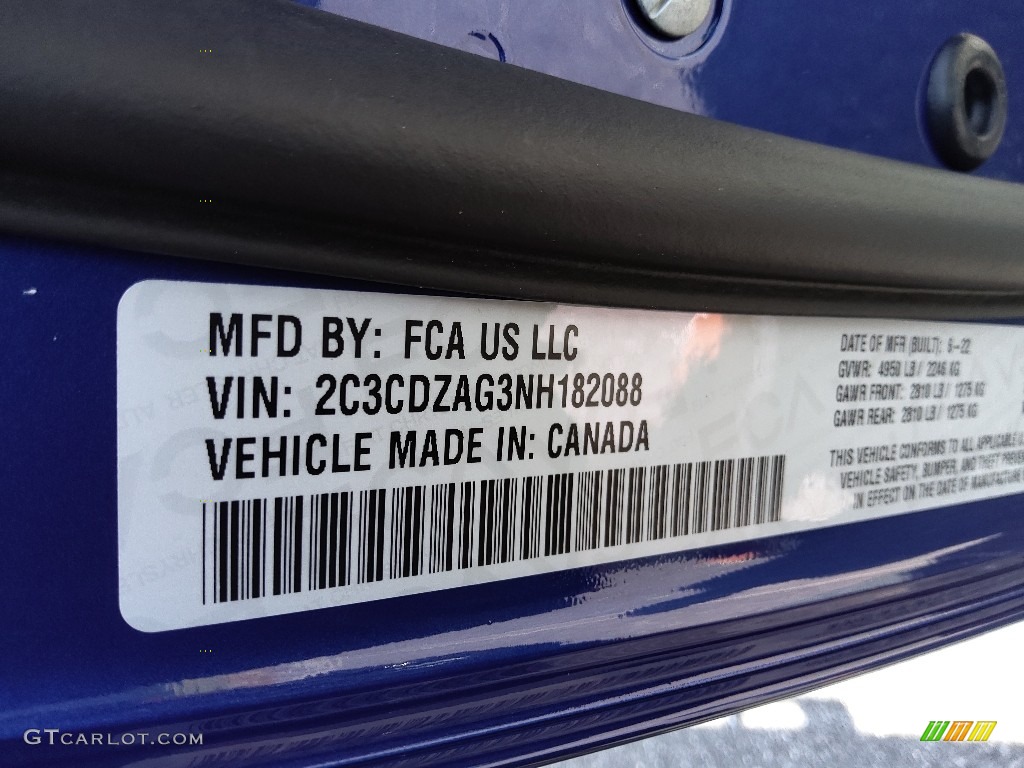 MFD BY: FCA US LLC
VIN: 2C3CDZAG3NH182088
VEHICLE MADE IN: CANADA
DATE OF MFR (BUILT): 6-22
GVWR: 4950 LB / 2246 KG
GAWR FRONT: 2810 LB / 1275 KG
GAWR REAR: 2810 LB / 1275 KG
THIS VEHICLE CONFORMS TO ALL APPLICABLE
VEHICLE SAFETY, BUMPER, AND THEFT
IN EFFECT ON THE DATE OF MANUFACTURE
GTCARLOT.COM